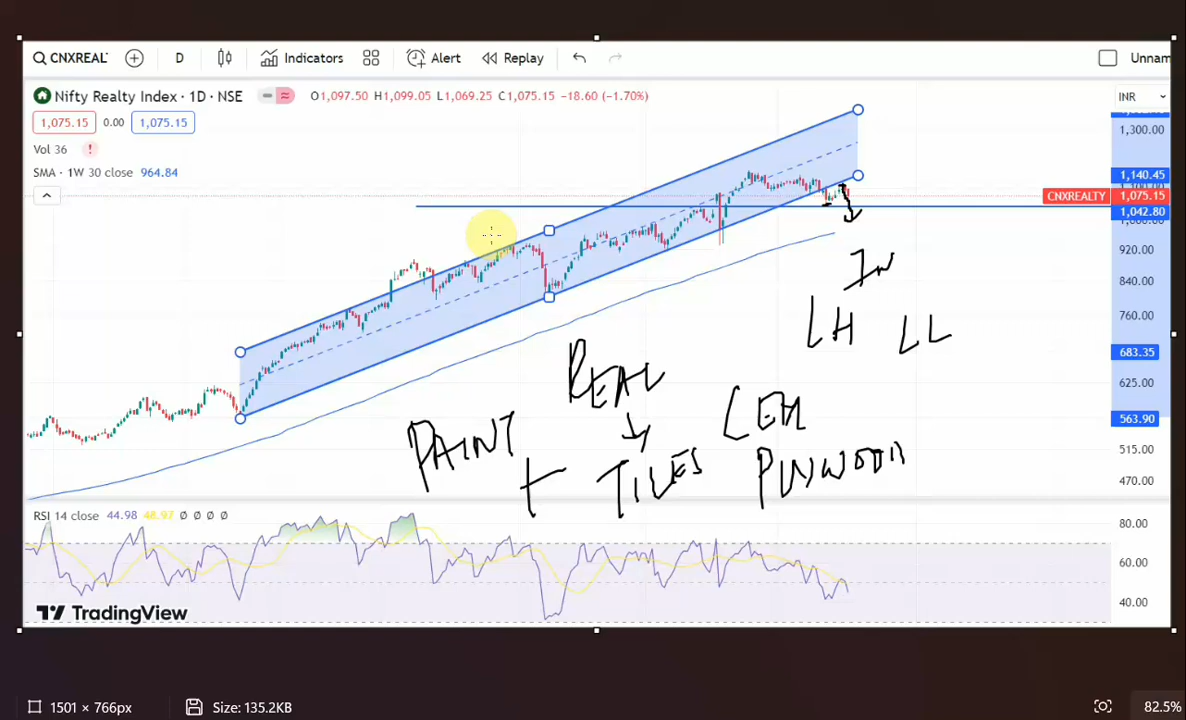 CNXREAL D Indicators Alert Replay Unnam
Nifty Realty Index · 1D · NSE O1,097.50 H1,099.05 L1,069.25 C1,075.15 -18.60 (-1.70%) INR
1,075.15 0.00 1,075.15
Vol 36 !
SMA · 1W 30 close 964.84
1,300.00
1,140.45
CNXREALTY 1,075.15
1,042.80
920.00
840.00
760.00
683.35
625.00
563.90
515.00
470.00
LH LL
REAL
PAINT + TILES
RSI 14 close 44.98 48.97 Ø Ø Ø Ø
80.00
60.00
40.00
TradingView
1501 × 766px Size: 135.2KB 82.5%